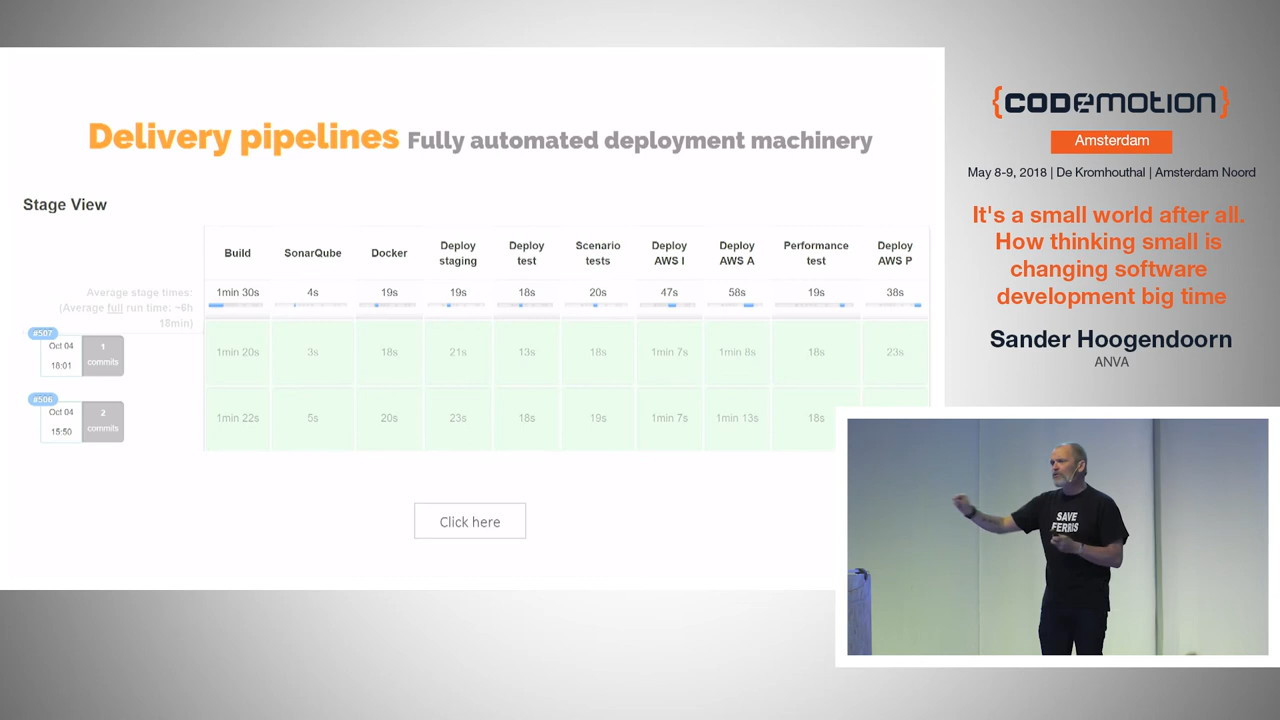 Delivery pipelines Fully automated deployment machinery
Stage View
Build SonarQube Docker Deploy staging Deploy test Scenario tests Deploy AWS I Deploy AWS A Performance test Deploy AWS P
Average stage times: 1min 30s 4s 19s 19s 18s 20s 47s 58s 19s 38s
(Average full run time: ~6h
18min)
#507
Oct 04 1
18:01 commits
1min 20s 3s 18s 21s 13s 18s 1min 7s 1min 8s 18s 23s
#506
Oct 04 2
15:50 commits
1min 22s 5s 20s 23s 18s 19s 1min 7s 1min 13s 18s
Click here
{CODEMOTION}
Amsterdam
May 8-9, 2018 | De Kromhouthal | Amsterdam Noord
It's a small world after all.
How thinking small is
changing software
development big time
Sander Hoogendoorn
ANVA
SAVE
FERRIS